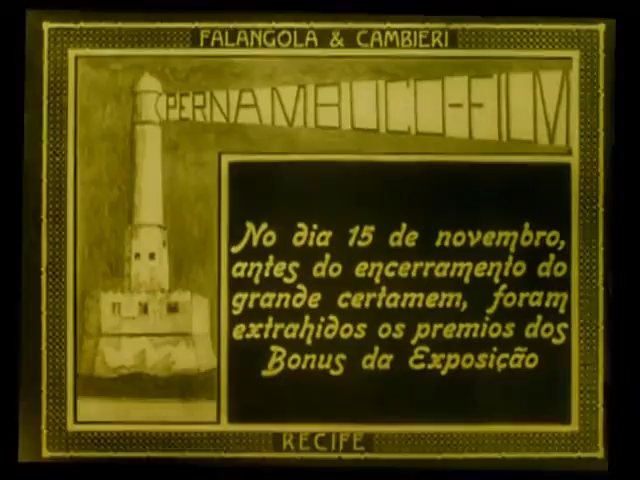 FALANGOLA & CAMBIERI
PERNAMBUCO-FILM
No dia 15 de novembro,
antes do encerramento do
grande certamem, foram
extrahidos os premios dos
Bonus da Exposição
RECIFE